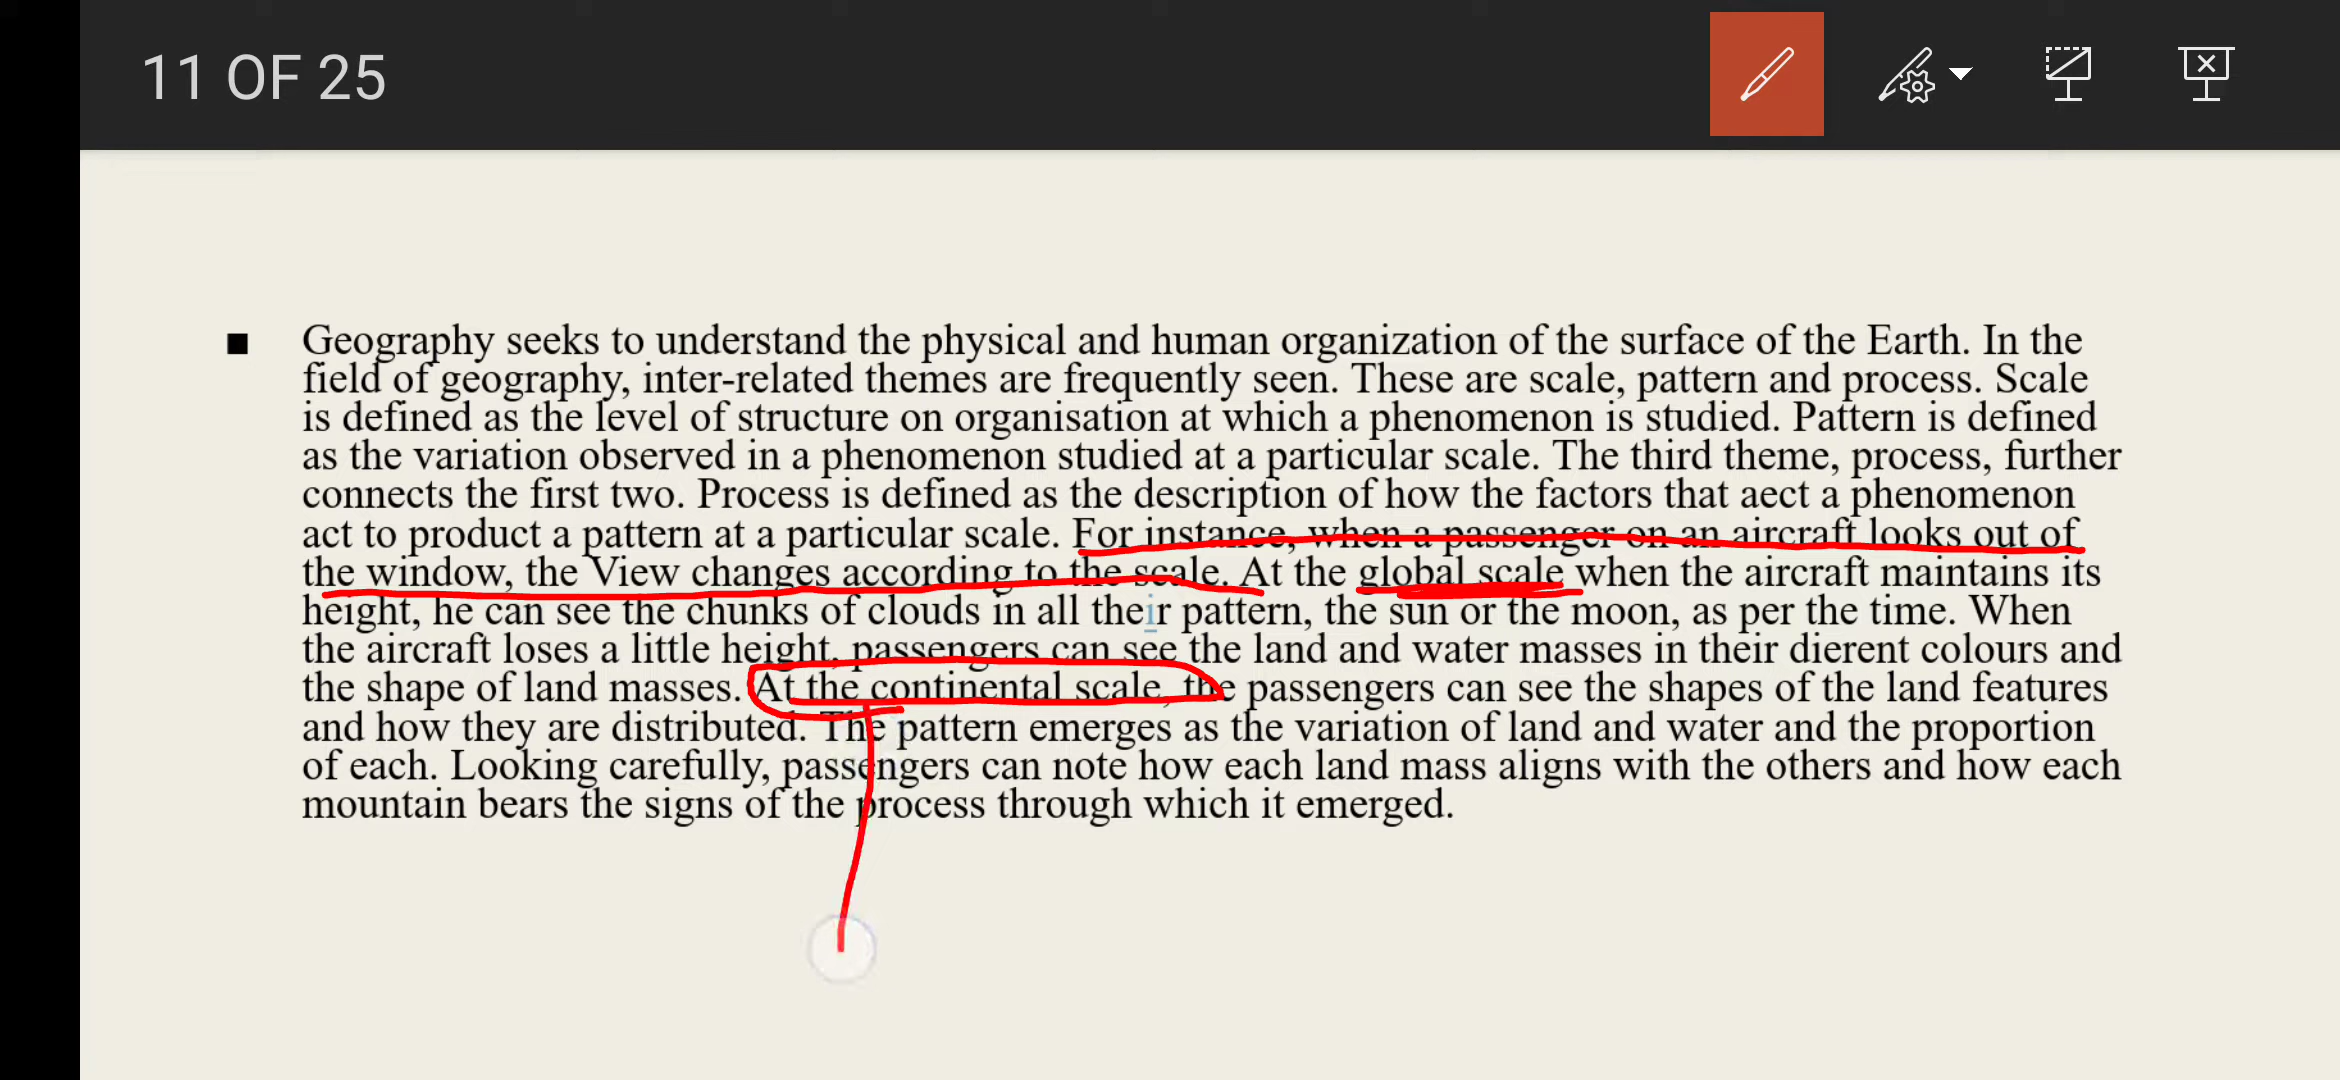 11 OF 25
■ Geography seeks to understand the physical and human organization of the surface of the Earth. In the
field of geography, inter-related themes are frequently seen. These are scale, pattern and process. Scale
is defined as the level of structure on organisation at which a phenomenon is studied. Pattern is defined
as the variation observed in a phenomenon studied at a particular scale. The third theme, process, further
connects the first two. Process is defined as the description of how the factors that aect a phenomenon
act to product a pattern at a particular scale. For instance, when a passenger on an aircraft looks out of
the window, the View changes according to the scale. At the global scale when the aircraft maintains its
height, he can see the chunks of clouds in all their pattern, the sun or the moon, as per the time. When
the aircraft loses a little height, passengers can see the land and water masses in their dierent colours and
the shape of land masses. At the continental scale, the passengers can see the shapes of the land features
and how they are distributed. The pattern emerges as the variation of land and water and the proportion
of each. Looking carefully, passengers can note how each land mass aligns with the others and how each
mountain bears the signs of the process through which it emerged.